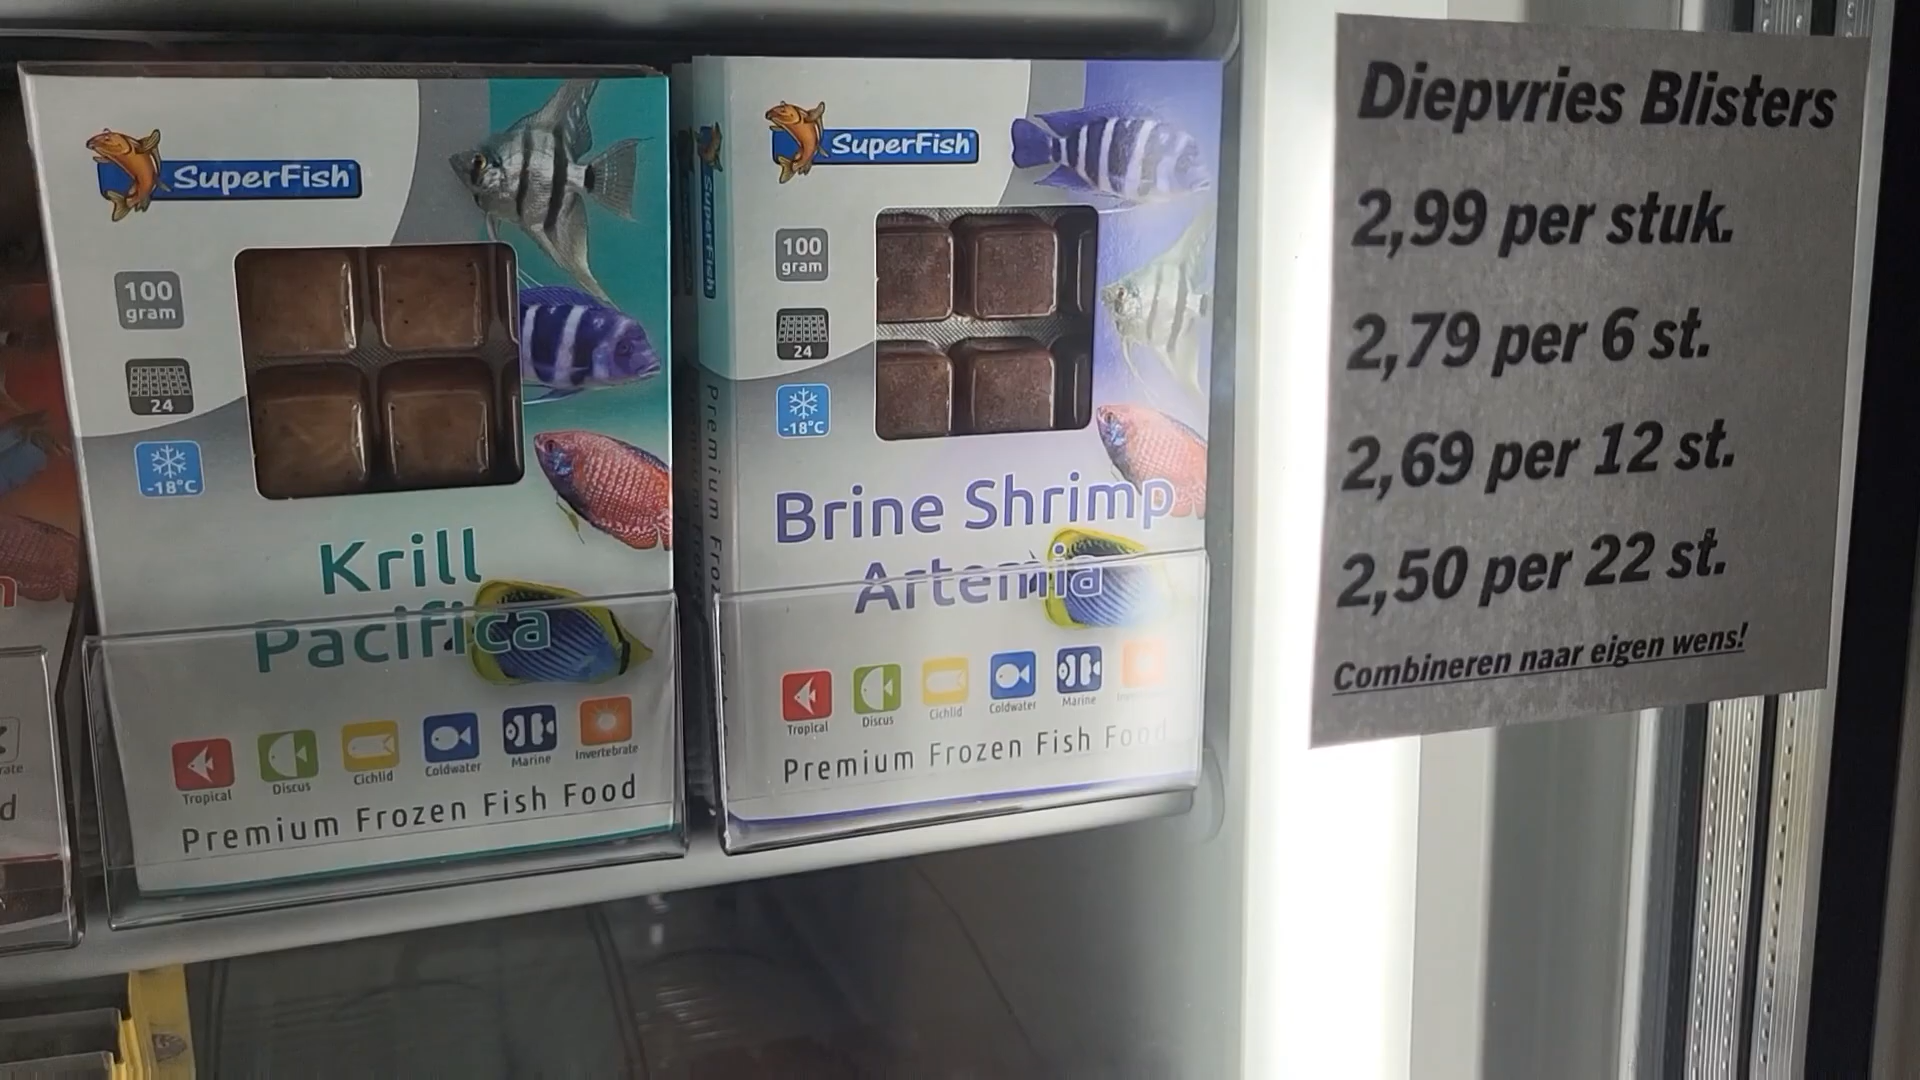 SuperFish
100
gram
24
-18°C
Krill
Pacifica
Tropical
Discus
Cichlid
Coldwater
Marine
Invertebrate
Premium Frozen Fish Food
SuperFish
SuperFish
100
gram
24
-18°C
Brine Shrimp
Artemia
Tropical
Discus
Cichlid
Coldwater
Marine
Premium Frozen Fish Food
Diepvries Blisters
2,99 per stuk.
2,79 per 6 st.
2,69 per 12 st.
2,50 per 22 st.
Combineren naar eigen wens!